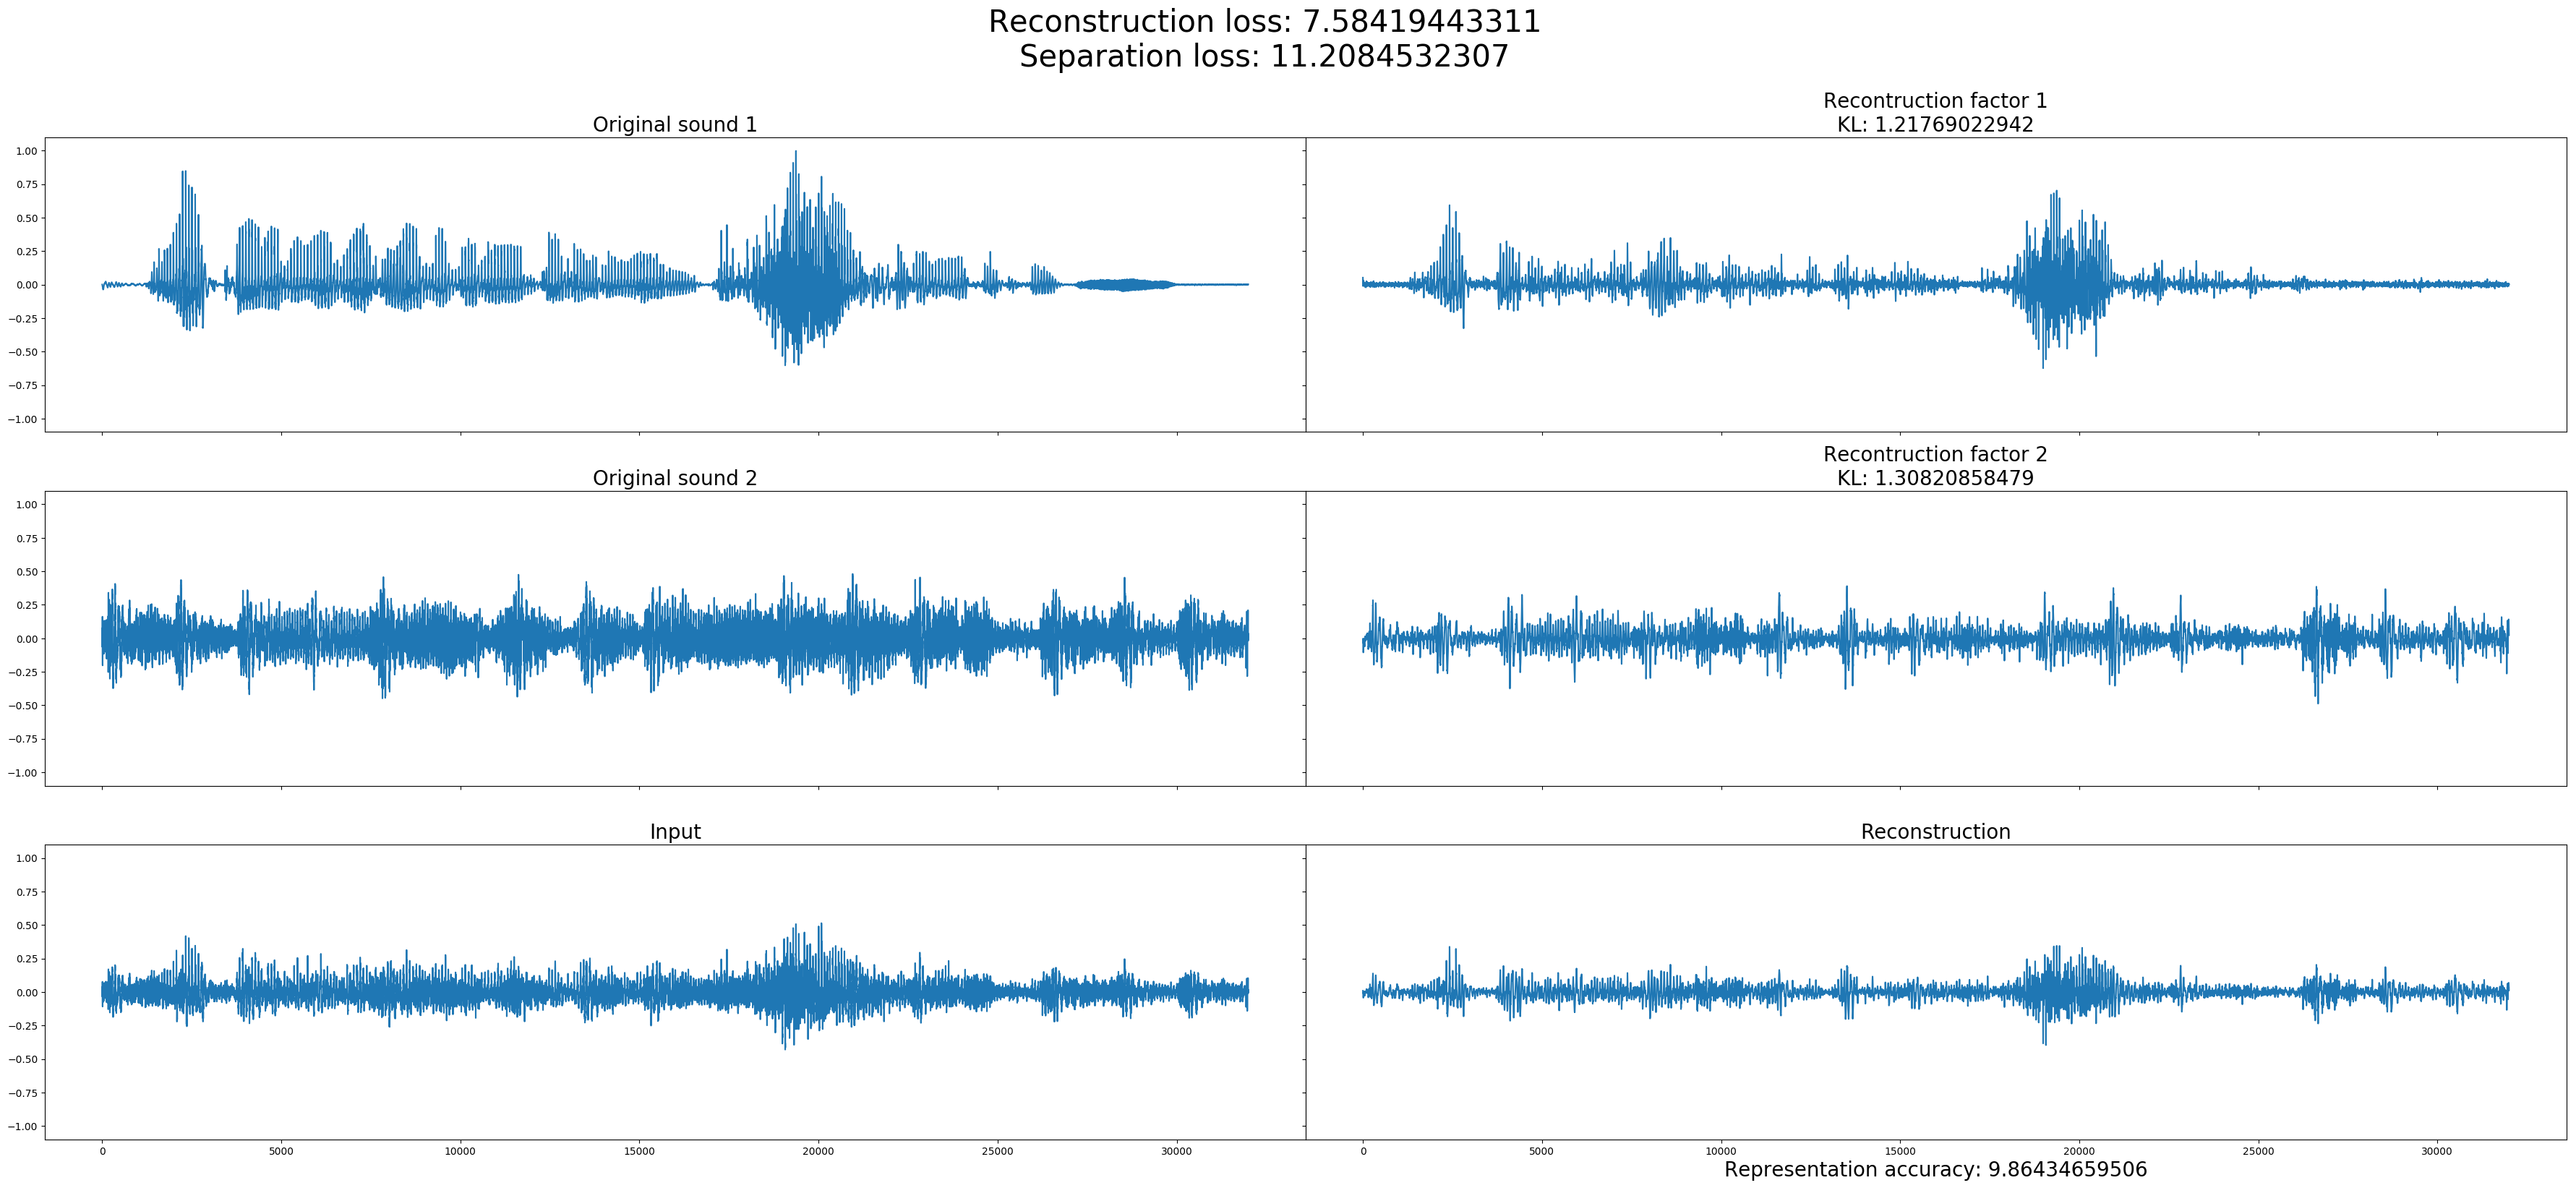 Reconstruction loss: 7.58419443311
Separation loss: 11.2084532307
Original sound 1
Recontruction factor 1
KL: 1.21769022942
1.00
0.75
0.50
0.25
0.00
−0.25
−0.50
−0.75
−1.00
Original sound 2
Recontruction factor 2
KL: 1.30820858479
1.00
0.75
0.50
0.25
0.00
−0.25
−0.50
−0.75
−1.00
Input
Reconstruction
1.00
0.75
0.50
0.25
0.00
−0.25
−0.50
−0.75
−1.00
0 5000 10000 15000 20000 25000 30000
0 5000 10000 15000 20000 25000 30000
Representation accuracy: 9.86434659506